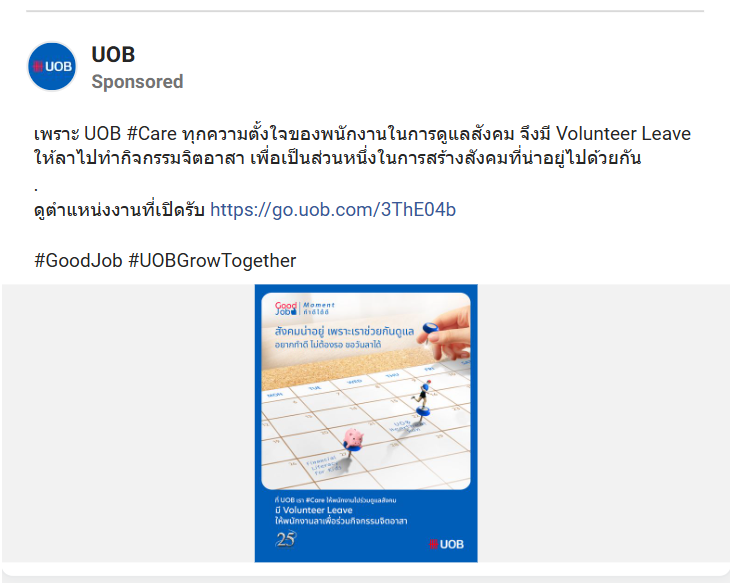 UOB
UOB
Sponsored
เพราะ UOB #Care ทุกความตั้งใจของพนักงานในการดูแลสังคม จึงมี Volunteer Leave
ให้ลาไปทำกิจกรรมจิตอาสา เพื่อเป็นส่วนหนึ่งในการสร้างสังคมที่น่าอยู่ไปด้วยกัน
.
ดูตำแหน่งงานที่เปิดรับ https://go.uob.com/3ThE04b
#GoodJob #UOBGrowTogether
Good Job Moment
ทำดีได้ดี
สังคมน่าอยู่ เพราะเราช่วยกันดูแล
อยากทำดี ไม่ต้องรอ ขอวันลาได้
MON TUE WED THU FRI
UOB
Financial
Literacy
for Kids
ที่ UOB เรา #Care ให้พนักงานไปร่วมดูแลสังคม
มี Volunteer Leave
ให้พนักงานลาเพื่อร่วมกิจกรรมจิตอาสา
25
UOB